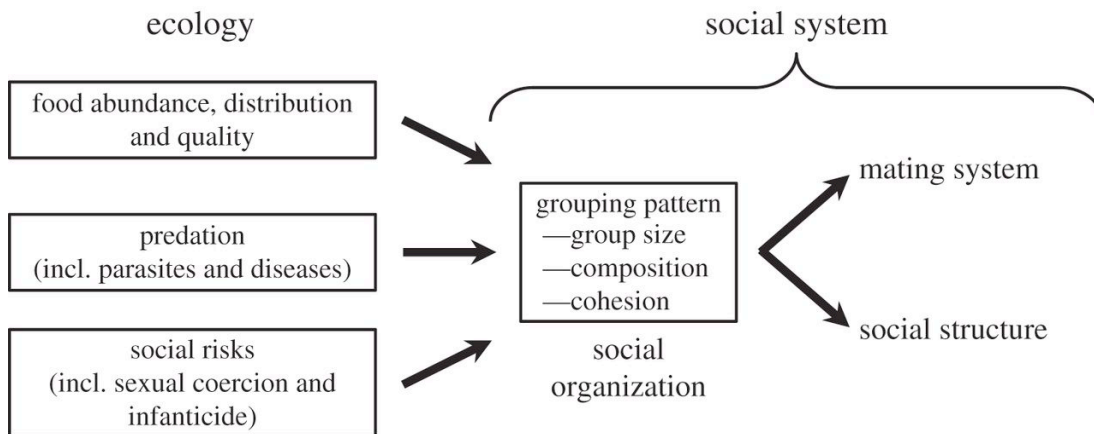 ecology
social system
food abundance, distribution
and quality
predation
(incl. parasites and diseases)
social risks
(incl. sexual coercion and
infanticide)
grouping pattern
—group size
—composition
—cohesion
social
organization
mating system
social structure